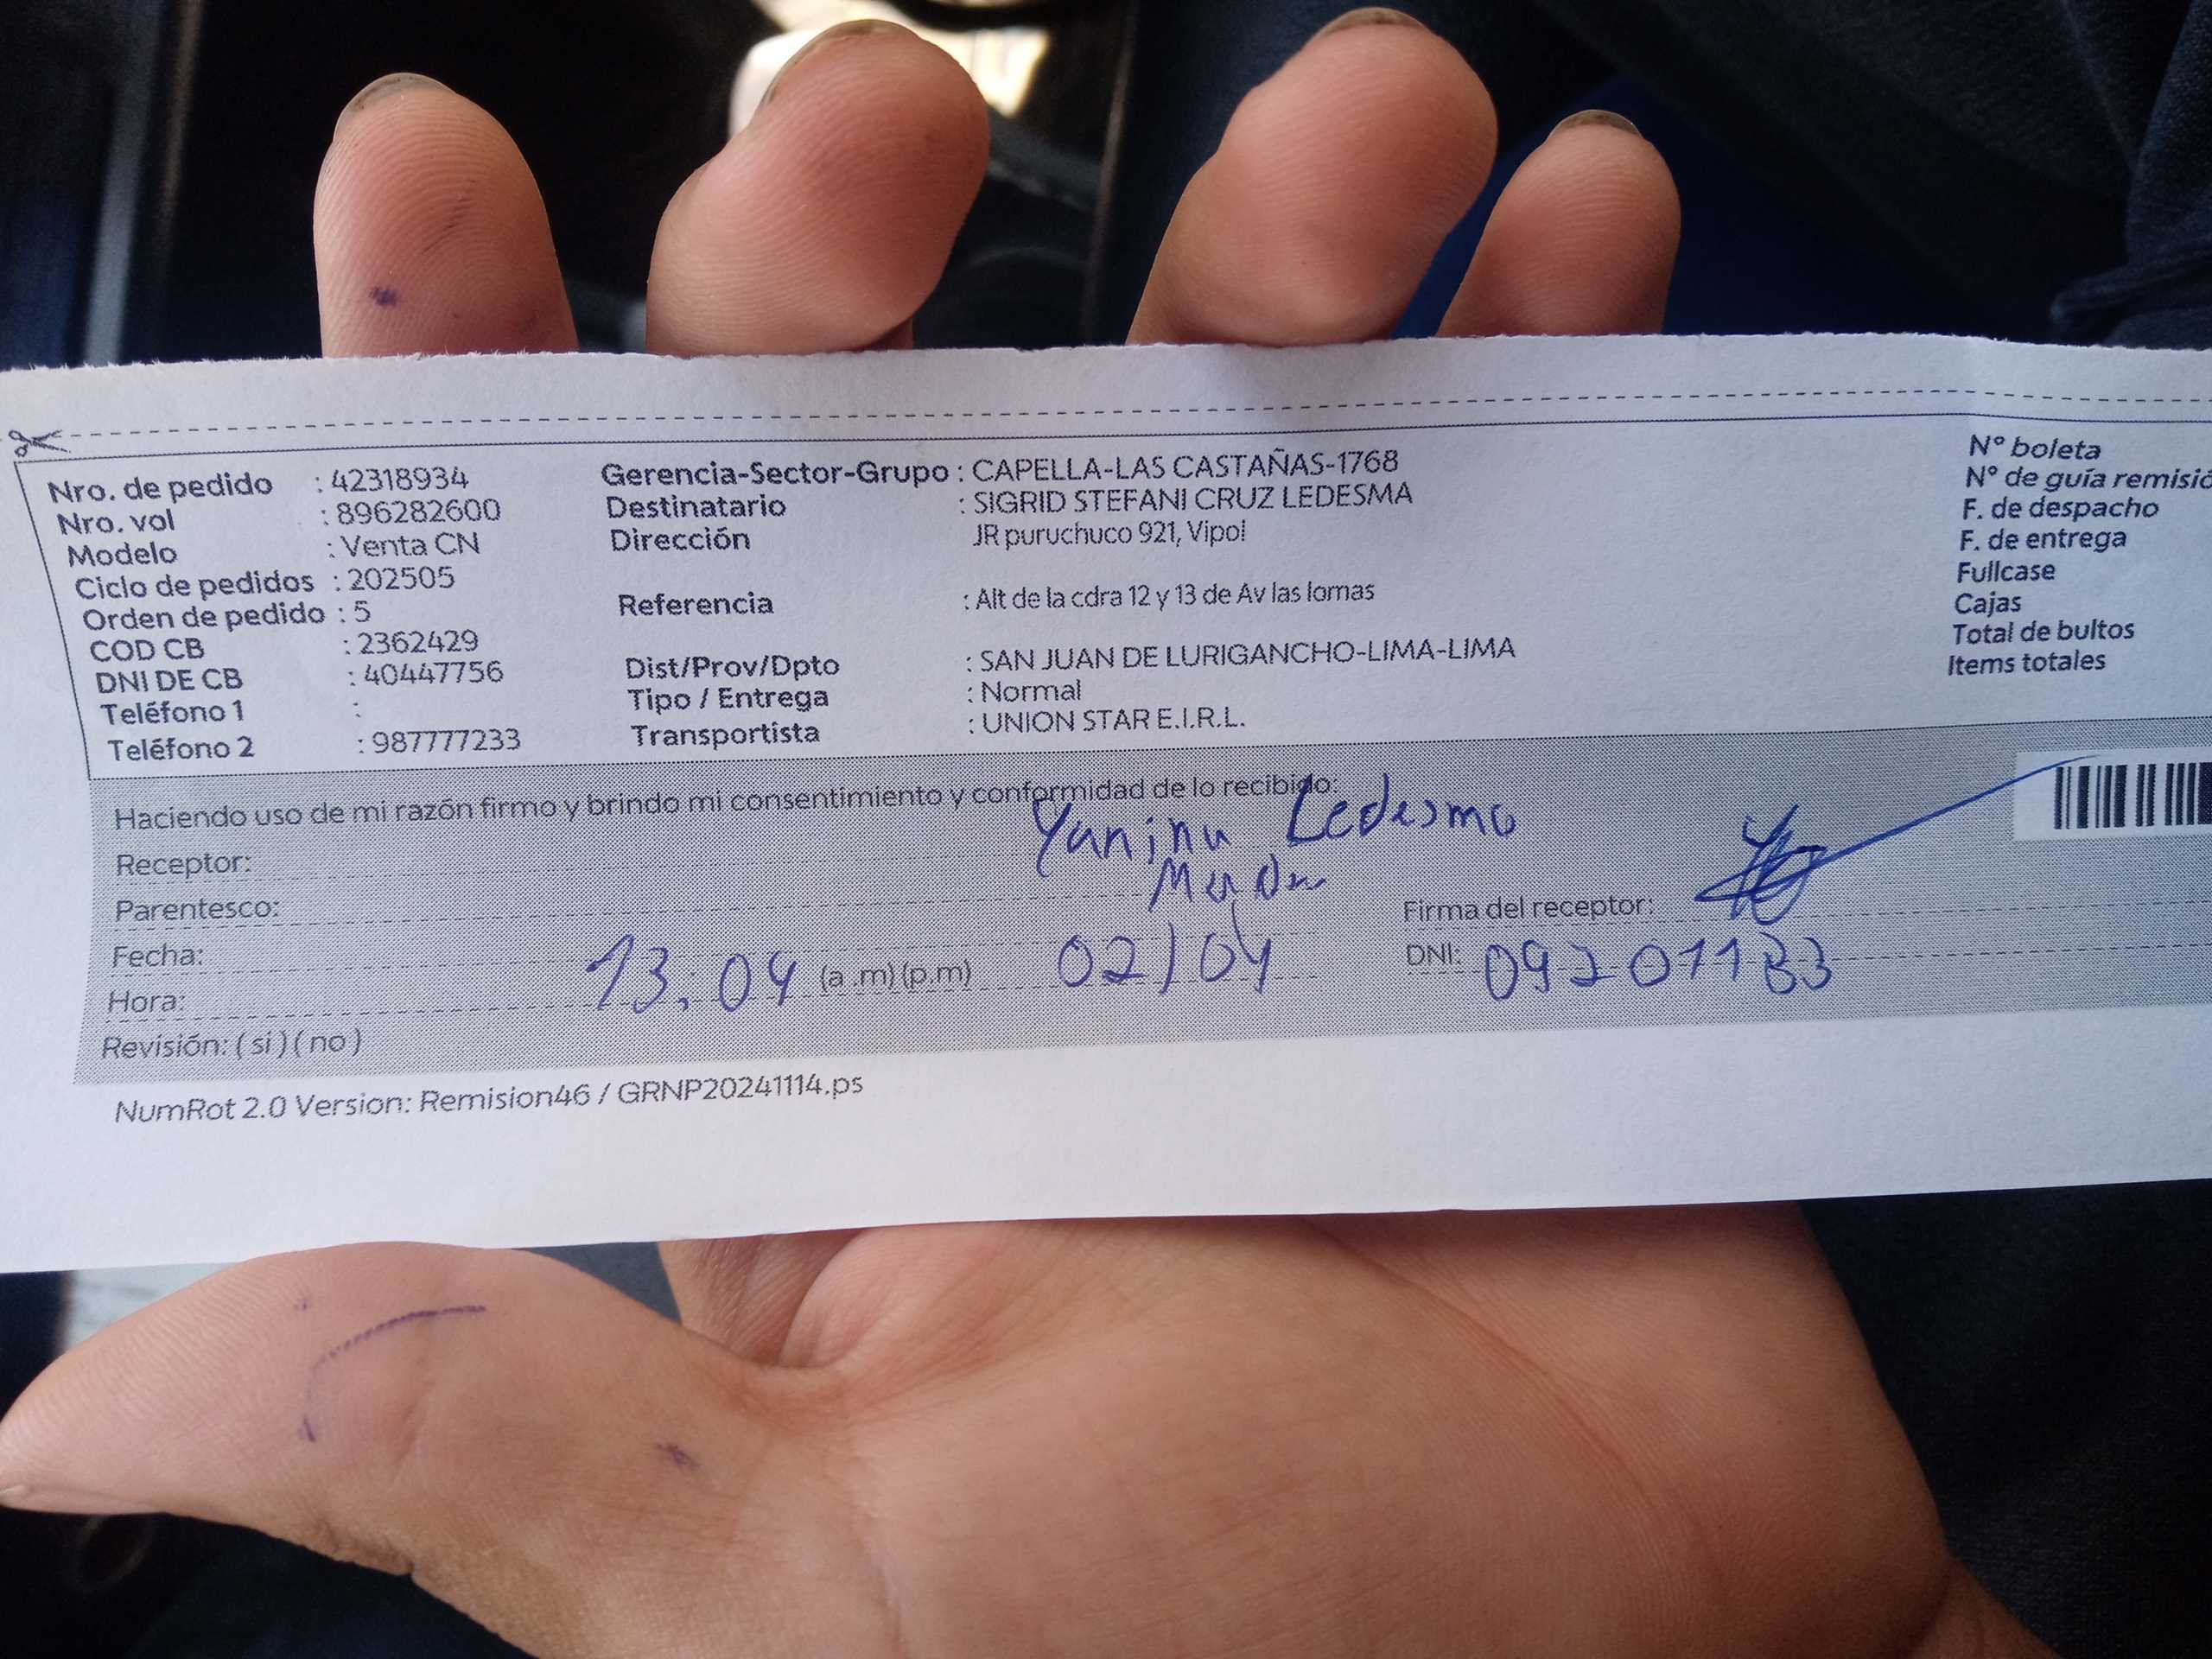 Nro. de pedido : 42318934
Nro. vol : 896282600
Modelo : Venta CN
Ciclo de pedidos : 202505
Orden de pedido : 5
COD CB : 2362429
DNI DE CB : 40447756
Teléfono 1 :
Teléfono 2 : 987777233
Gerencia-Sector-Grupo : CAPELLA-LAS CASTAÑAS-1768
Destinatario : SIGRID STEFANI CRUZ LEDESMA
Dirección JR puruchuco 921, Vipol
Referencia : Alt de la cdra 12 y 13 de Av las lomas
Dist/Prov/Dpto : SAN JUAN DE LURIGANCHO-LIMA-LIMA
Tipo / Entrega : Normal
Transportista : UNION STAR E.I.R.L.
N° boleta
N° de guía remisió
F. de despacho
F. de entrega
Fullcase
Cajas
Total de bultos
Items totales
Haciendo uso de mi razón firmo y brindo mi consentimiento y conformidad de lo recibido:
Receptor: Yanina Ledesma
Parentesco:
Firma del receptor:
Fecha:
Hora: 13:04 (a .m) (p.m) 02/04
DNI: 09201183
Revisión: ( si ) ( no )
NumRot 2.0 Version: Remision46 / GRNP20241114.ps